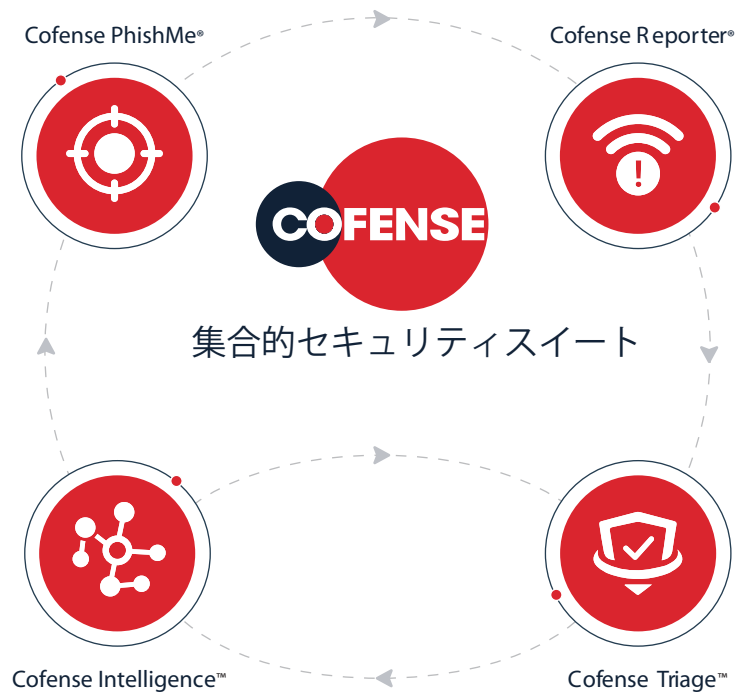 Cofense PhishMe®
Cofense Reporter®
COFENSE
集合的セキュリティスイート
Cofense Intelligence™
Cofense Triage™